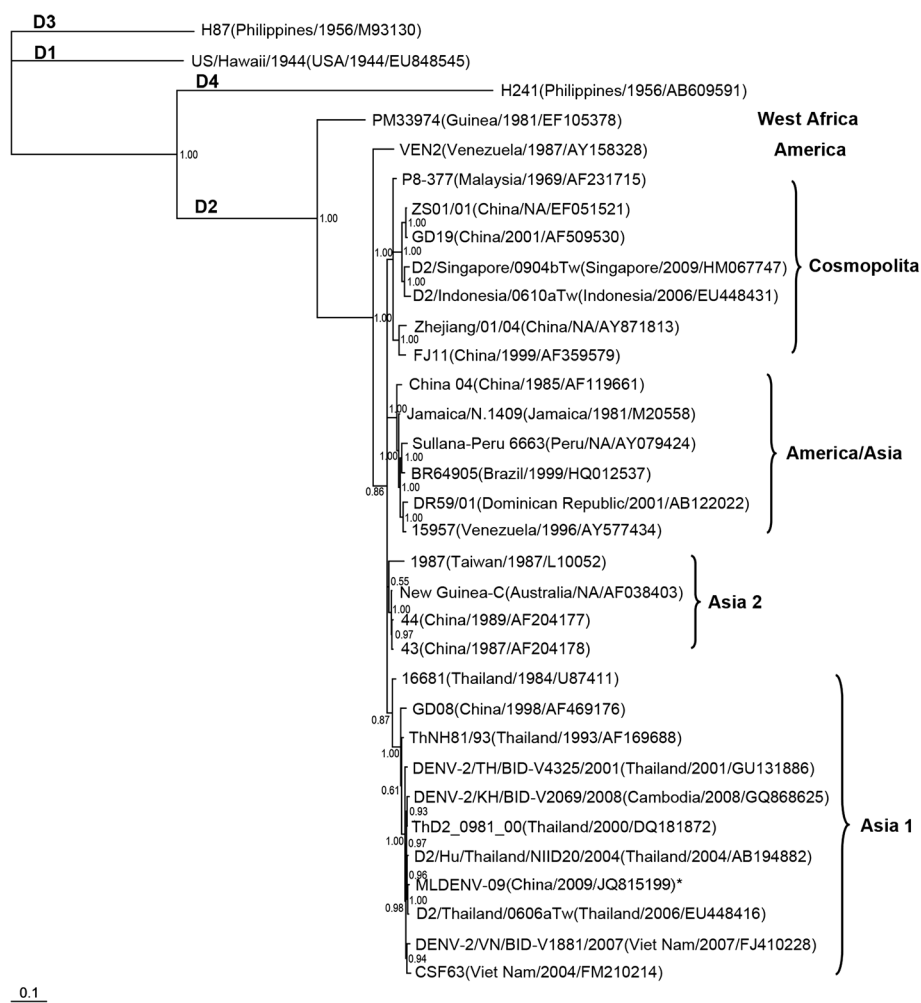 D3
H87(Philippines/1956/M93130)
D1
US/Hawaii/1944(USA/1944/EU848545)
D4
H241(Philippines/1956/AB609591)
PM33974(Guinea/1981/EF105378)
West Africa
1.00
VEN2(Venezuela/1987/AY158328)
America
P8-377(Malaysia/1969/AF231715)
D2
ZS01/01(China/NA/EF051521)
1.00
1.00
GD19(China/2001/AF509530)
1.00
1.00
D2/Singapore/0904bTw(Singapore/2009/HM067747)
Cosmopolita
1.00
D2/Indonesia/0610aTw(Indonesia/2006/EU448431)
1.00
Zhejiang/01/04(China/NA/AY871813)
1.00
FJ11(China/1999/AF359579)
China 04(China/1985/AF119661)
1.00
Jamaica/N.1409(Jamaica/1981/M20558)
Sullana-Peru 6663(Peru/NA/AY079424)
America/Asia
1.00
1.00
BR64905(Brazil/1999/HQ012537)
1.00
0.86
DR59/01(Dominican Republic/2001/AB122022)
1.00
15957(Venezuela/1996/AY577434)
1987(Taiwan/1987/L10052)
0.55
New Guinea-C(Australia/NA/AF038403)
Asia 2
1.00
44(China/1989/AF204177)
0.97
43(China/1987/AF204178)
16681(Thailand/1984/U87411)
GD08(China/1998/AF469176)
0.87
ThNH81/93(Thailand/1993/AF169688)
1.00
DENV-2/TH/BID-V4325/2001(Thailand/2001/GU131886)
0.61
DENV-2/KH/BID-V2069/2008(Cambodia/2008/GQ868625)
0.93
ThD2_0981_00(Thailand/2000/DQ181872)
Asia 1
1.00
0.97
D2/Hu/Thailand/NIID20/2004(Thailand/2004/AB194882)
0.96
MLDENV-09(China/2009/JQ815199)*
1.00
0.98
D2/Thailand/0606aTw(Thailand/2006/EU448416)
DENV-2/VN/BID-V1881/2007(Viet Nam/2007/FJ410228)
0.94
CSF63(Viet Nam/2004/FM210214)
0.1